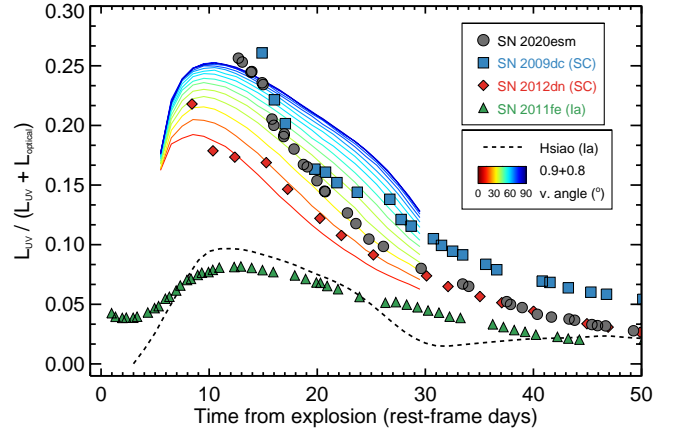 0.30
0.25
0.20
0.15
0.10
0.05
0.00
L_UV / (L_UV + L_optical)
SN 2020esm
SN 2009dc (SC)
SN 2012dn (SC)
SN 2011fe (Ia)
Hsiao (Ia)
0.9+0.8
0 30 60 90 v. angle (°)
0 10 20 30 40 50
Time from explosion (rest-frame days)